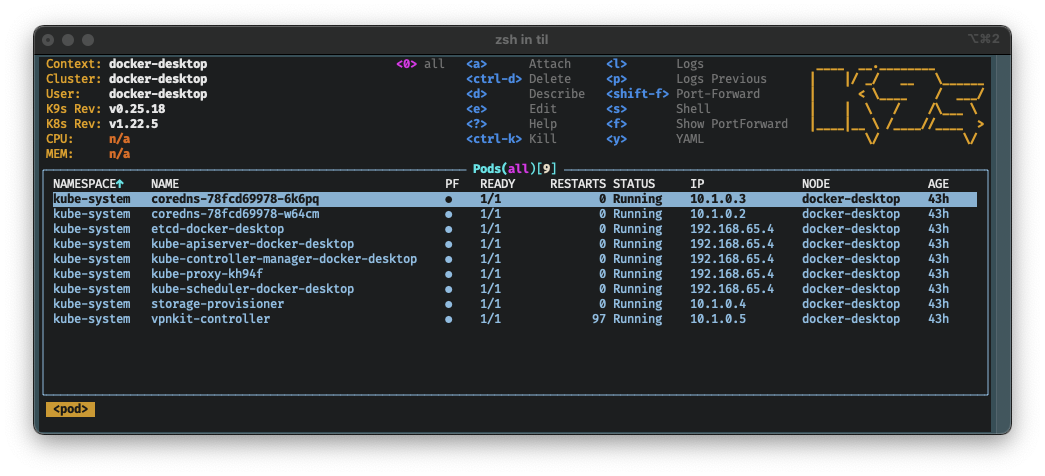 zsh in til ⌥⌘2
Context: docker-desktop <0> all <a> Attach <l> Logs
Cluster: docker-desktop <ctrl-d> Delete <p> Logs Previous
User: docker-desktop <d> Describe <shift-f> Port-Forward
K9s Rev: v0.25.18 <e> Edit <s> Shell
K8s Rev: v1.22.5 <?> Help <f> Show PortForward
CPU: n/a <ctrl-k> Kill <y> YAML
MEM: n/a
K9s
Pods(all)[9]
NAMESPACE↑ NAME PF READY RESTARTS STATUS IP NODE AGE
kube-system coredns-78fcd69978-6k6pq ● 1/1 0 Running 10.1.0.3 docker-desktop 43h
kube-system coredns-78fcd69978-w64cm ● 1/1 0 Running 10.1.0.2 docker-desktop 43h
kube-system etcd-docker-desktop ● 1/1 0 Running 192.168.65.4 docker-desktop 43h
kube-system kube-apiserver-docker-desktop ● 1/1 0 Running 192.168.65.4 docker-desktop 43h
kube-system kube-controller-manager-docker-desktop ● 1/1 0 Running 192.168.65.4 docker-desktop 43h
kube-system kube-proxy-kh94f ● 1/1 0 Running 192.168.65.4 docker-desktop 43h
kube-system kube-scheduler-docker-desktop ● 1/1 0 Running 192.168.65.4 docker-desktop 43h
kube-system storage-provisioner ● 1/1 0 Running 10.1.0.4 docker-desktop 43h
kube-system vpnkit-controller ● 1/1 97 Running 10.1.0.5 docker-desktop 43h
<pod>